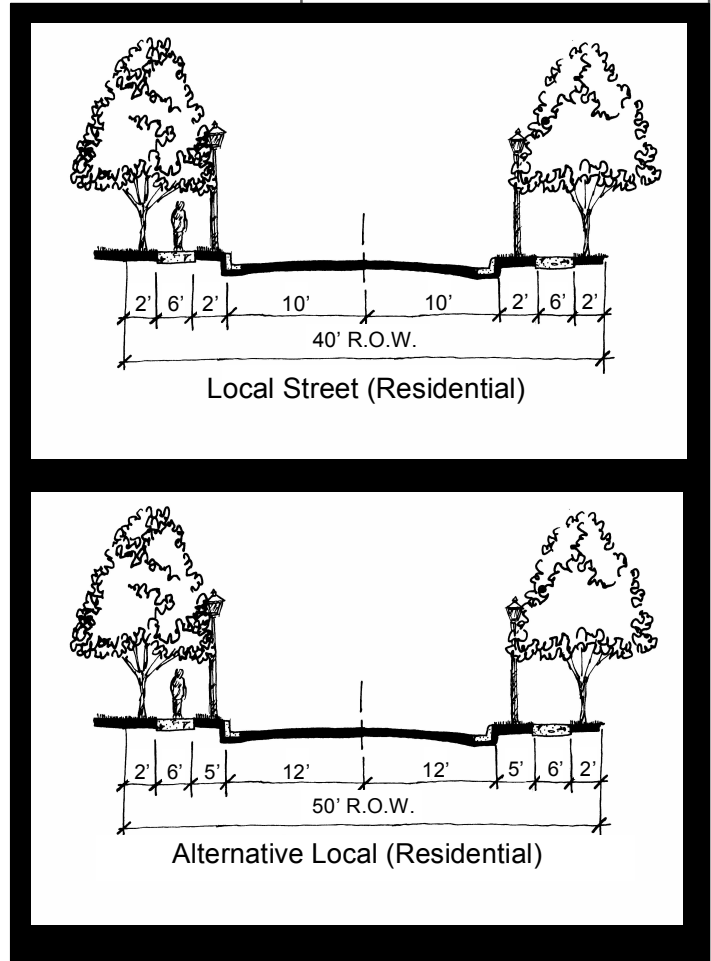 2’ 6’ 2’ 10’ 10’ 2’ 6’ 2’
40’ R.O.W.
Local Street (Residential)
2’ 6’ 5’ 12’ 12’ 5’ 6’ 2’
50’ R.O.W.
Alternative Local (Residential)